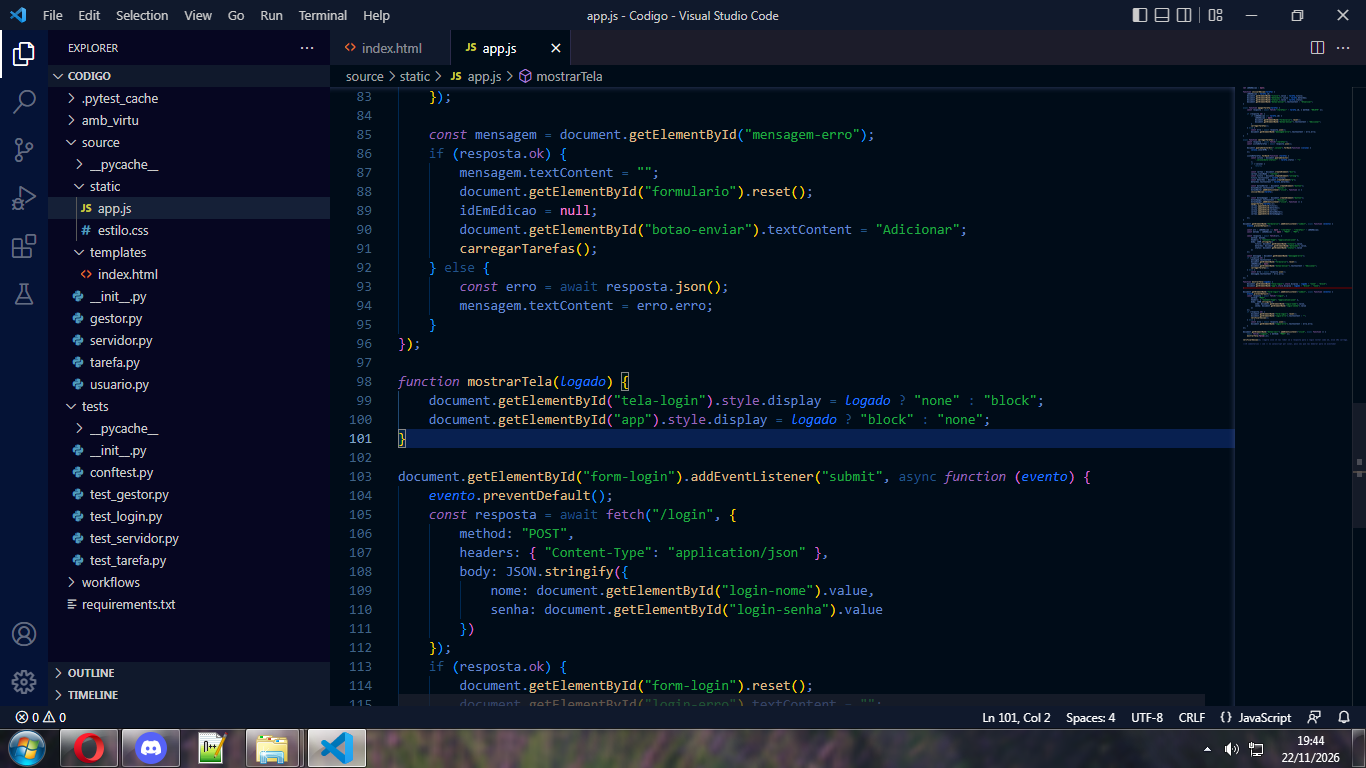 File Edit Selection View Go Run Terminal Help app.js - Codigo - Visual Studio Code
EXPLORER
CODIGO
.pytest_cache
amb_virtu
source
__pycache__
static
JS app.js
# estilo.css
templates
<> index.html
__init__.py
gestor.py
servidor.py
tarefa.py
usuario.py
tests
__pycache__
__init__.py
conftest.py
test_gestor.py
test_login.py
test_servidor.py
test_tarefa.py
workflows
requirements.txt
OUTLINE
TIMELINE
<> index.html JS app.js
source > static > JS app.js > mostrarTela
83 });
84
85 const mensagem = document.getElementById("mensagem-erro");
86 if (resposta.ok) {
87 mensagem.textContent = "";
88 document.getElementById("formulario").reset();
89 idEmEdicao = null;
90 document.getElementById("botao-enviar").textContent = "Adicionar";
91 carregarTarefas();
92 } else {
93 const erro = await resposta.json();
94 mensagem.textContent = erro.erro;
95 }
96 });
97
98 function mostrarTela(logado) {
99 document.getElementById("tela-login").style.display = logado ? "none" : "block";
100 document.getElementById("app").style.display = logado ? "block" : "none";
101 }
102
103 document.getElementById("form-login").addEventListener("submit", async function (evento) {
104 evento.preventDefault();
105 const resposta = await fetch("/login", {
106 method: "POST",
107 headers: { "Content-Type": "application/json" },
108 body: JSON.stringify({
109 nome: document.getElementById("login-nome").value,
110 senha: document.getElementById("login-senha").value
111 })
112 });
113 if (resposta.ok) {
114 document.getElementById("form-login").reset();
115 document.getElementById("login-erro").textContent = "";
0 0
Ln 101, Col 2 Spaces: 4 UTF-8 CRLF {} JavaScript
19:44
22/11/2026